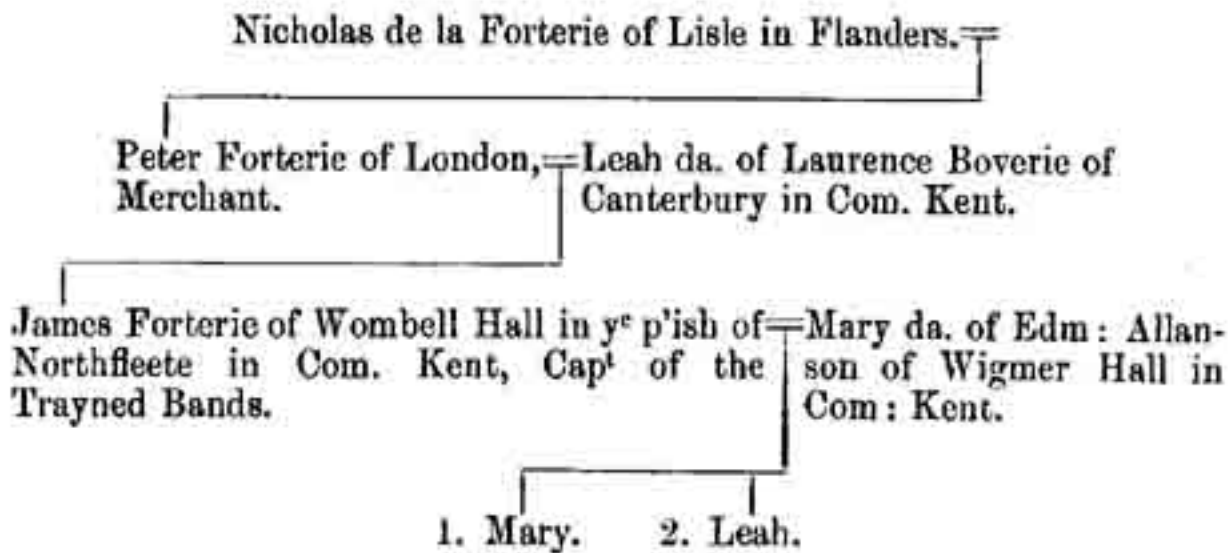 Nicholas de la Forterie of Lisle in Flanders.
Peter Forterie of London,
Merchant.
Leah da. of Laurence Boverie of
Canterbury in Com. Kent.
James Forterie of Wombell Hall in yᵉ p'ish of
Northfleete in Com. Kent, Capᵗ of the
Trayned Bands.
Mary da. of Edm : Allan-
son of Wigmer Hall in
Com : Kent.
1. Mary. 2. Leah.